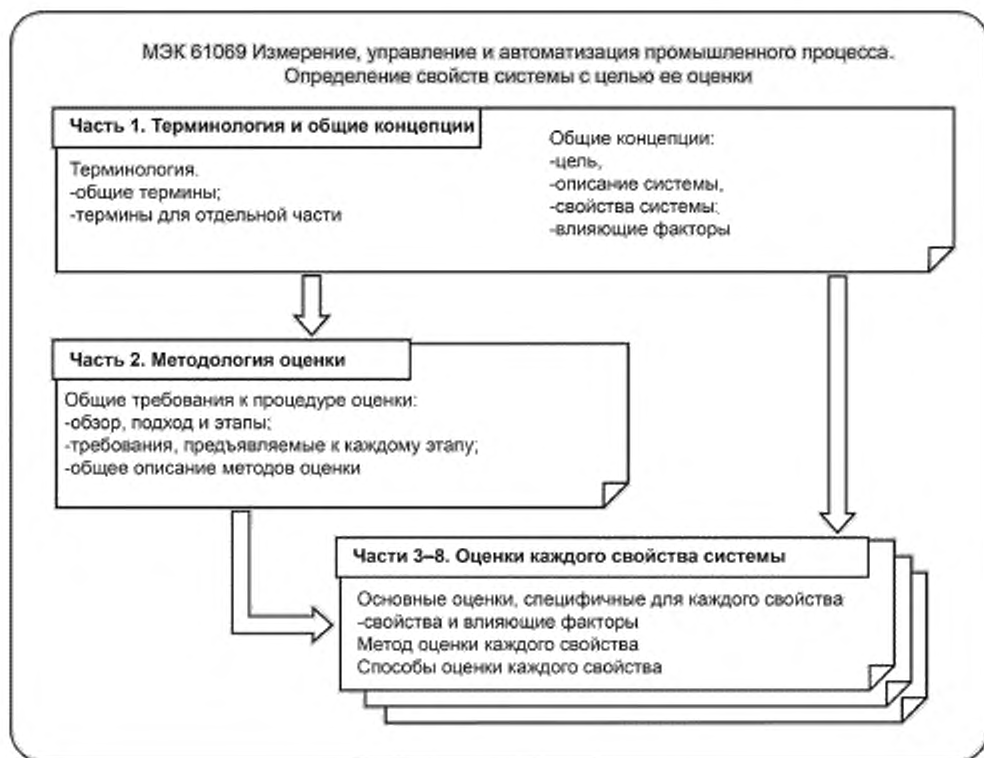 МЭК 61069 Измерение, управление и автоматизация промышленного процесса.
Определение свойств системы с целью ее оценки
Часть 1. Терминология и общие концепции
Терминология.
-общие термины;
-термины для отдельной части
Общие концепции:
-цель,
-описание системы,
-свойства системы;
-влияющие факторы
Часть 2. Методология оценки
Общие требования к процедуре оценки:
-обзор, подход и этапы;
-требования, предъявляемые к каждому этапу;
-общее описание методов оценки
Части 3–8. Оценки каждого свойства системы
Основные оценки, специфичные для каждого свойства
-свойства и влияющие факторы
Метод оценки каждого свойства
Способы оценки каждого свойства